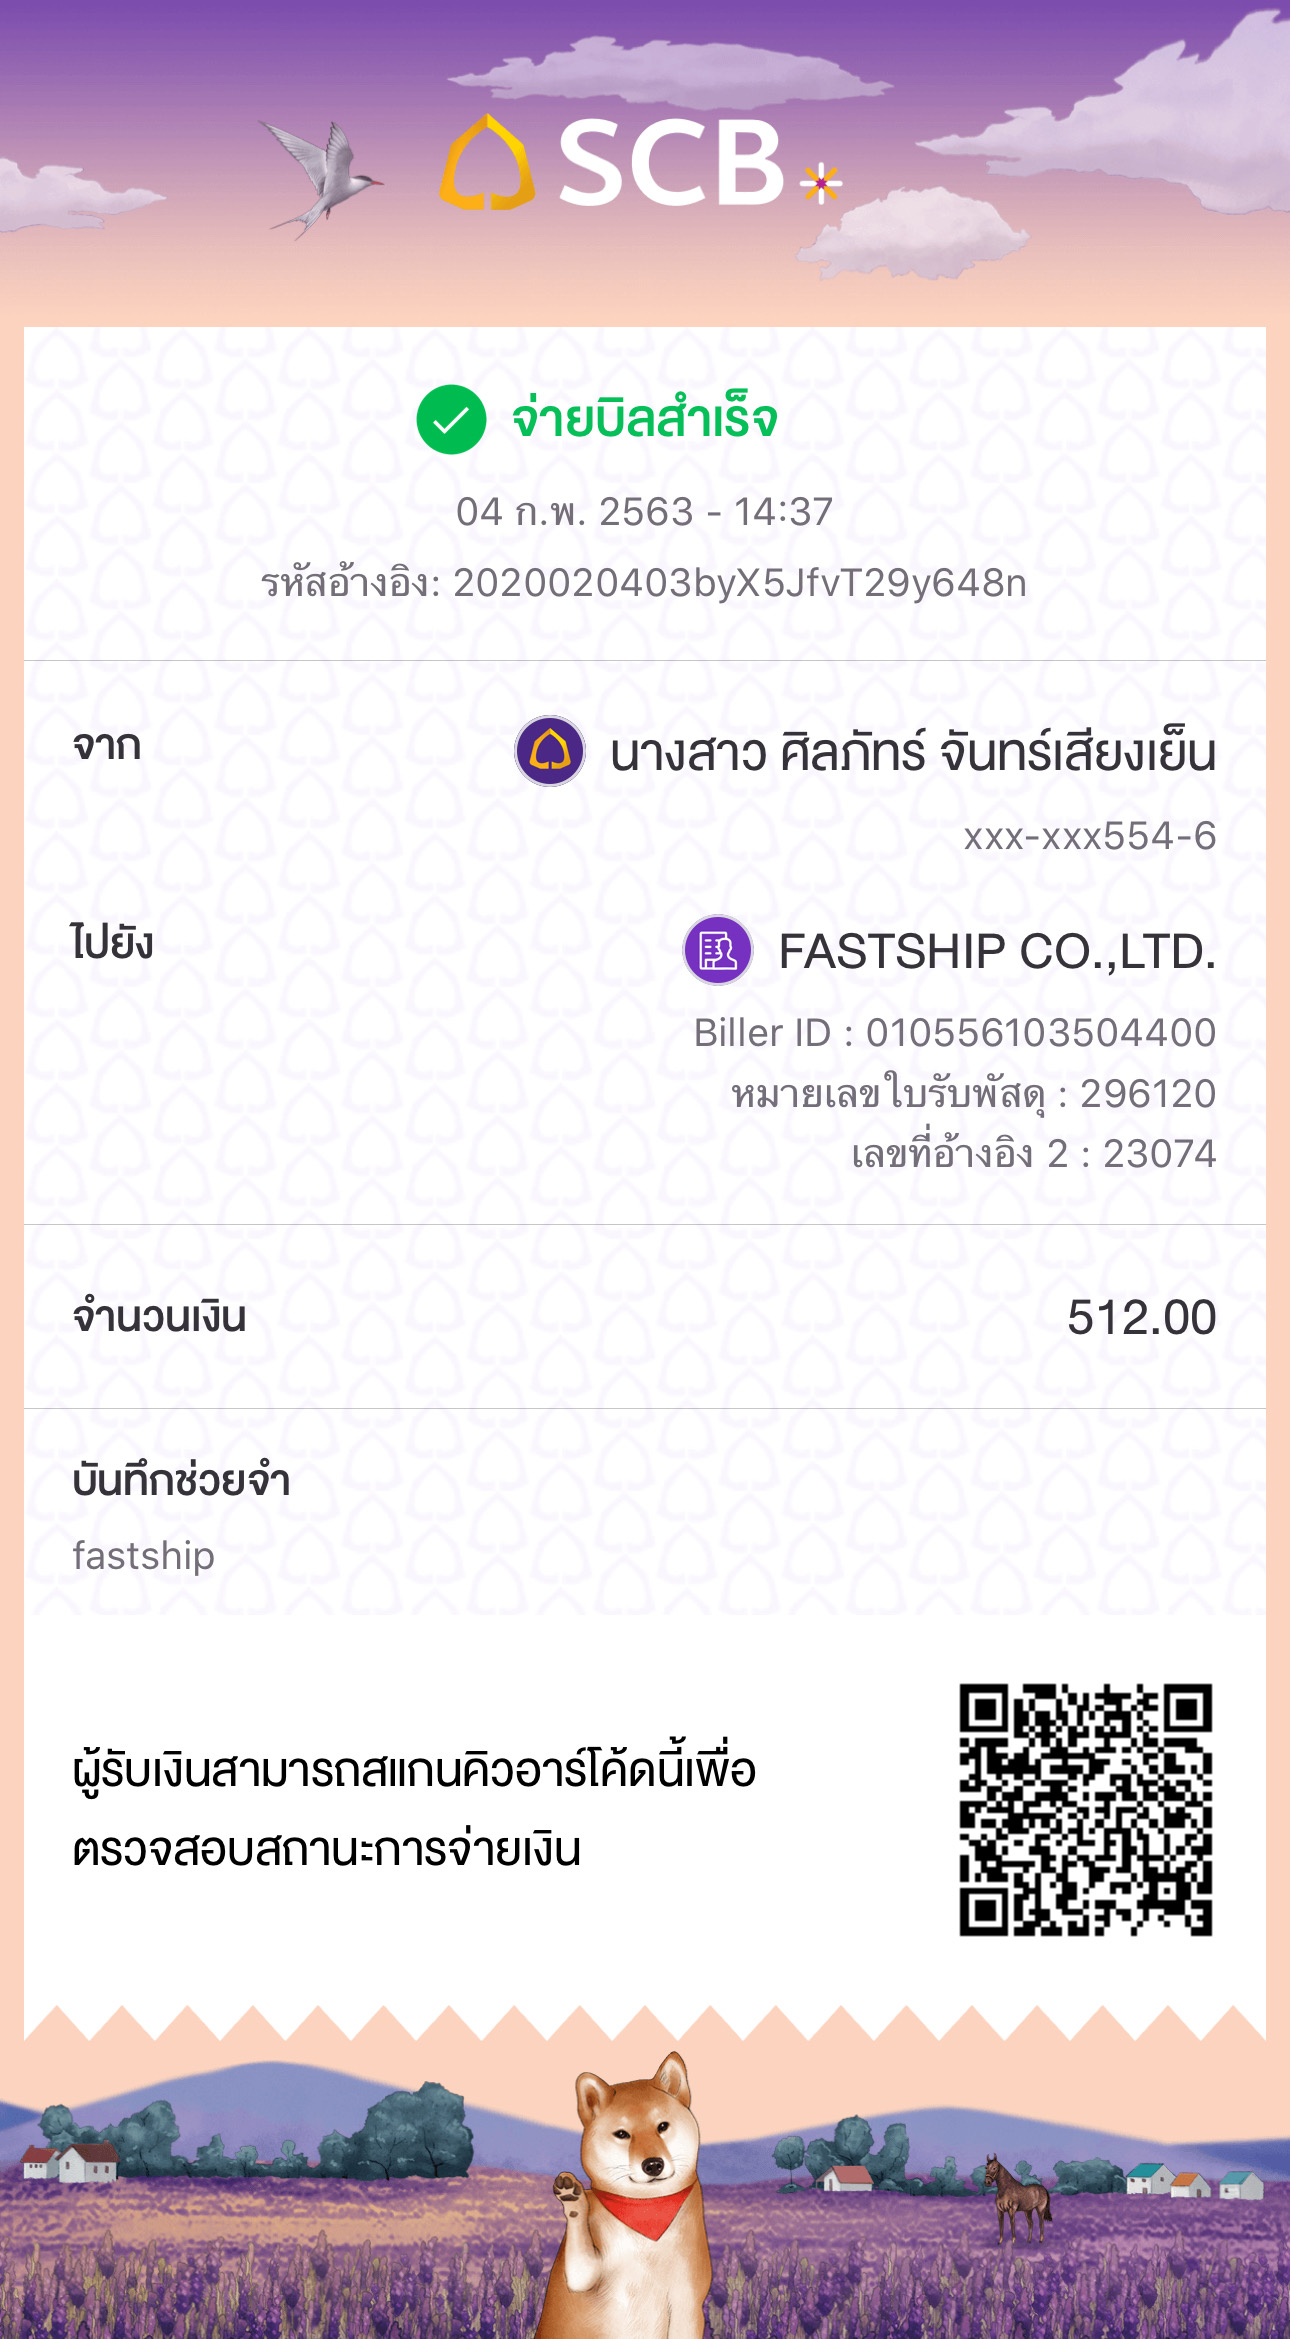 SCB
จ่ายบิลสำเร็จ
04 ก.พ. 2563 - 14:37
รหัสอ้างอิง: 2020020403byX5JfvT29y648n
จาก
นางสาว ศิลภัทร์ จันทร์เสียงเย็น
xxx-xxx554-6
ไปยัง
FASTSHIP CO.,LTD.
Biller ID : 010556103504400
หมายเลขใบรับพัสดุ : 296120
เลขที่อ้างอิง 2 : 23074
จำนวนเงิน 512.00
บันทึกช่วยจำ
fastship
ผู้รับเงินสามารถสแกนคิวอาร์โค้ดนี้เพื่อ
ตรวจสอบสถานะการจ่ายเงิน